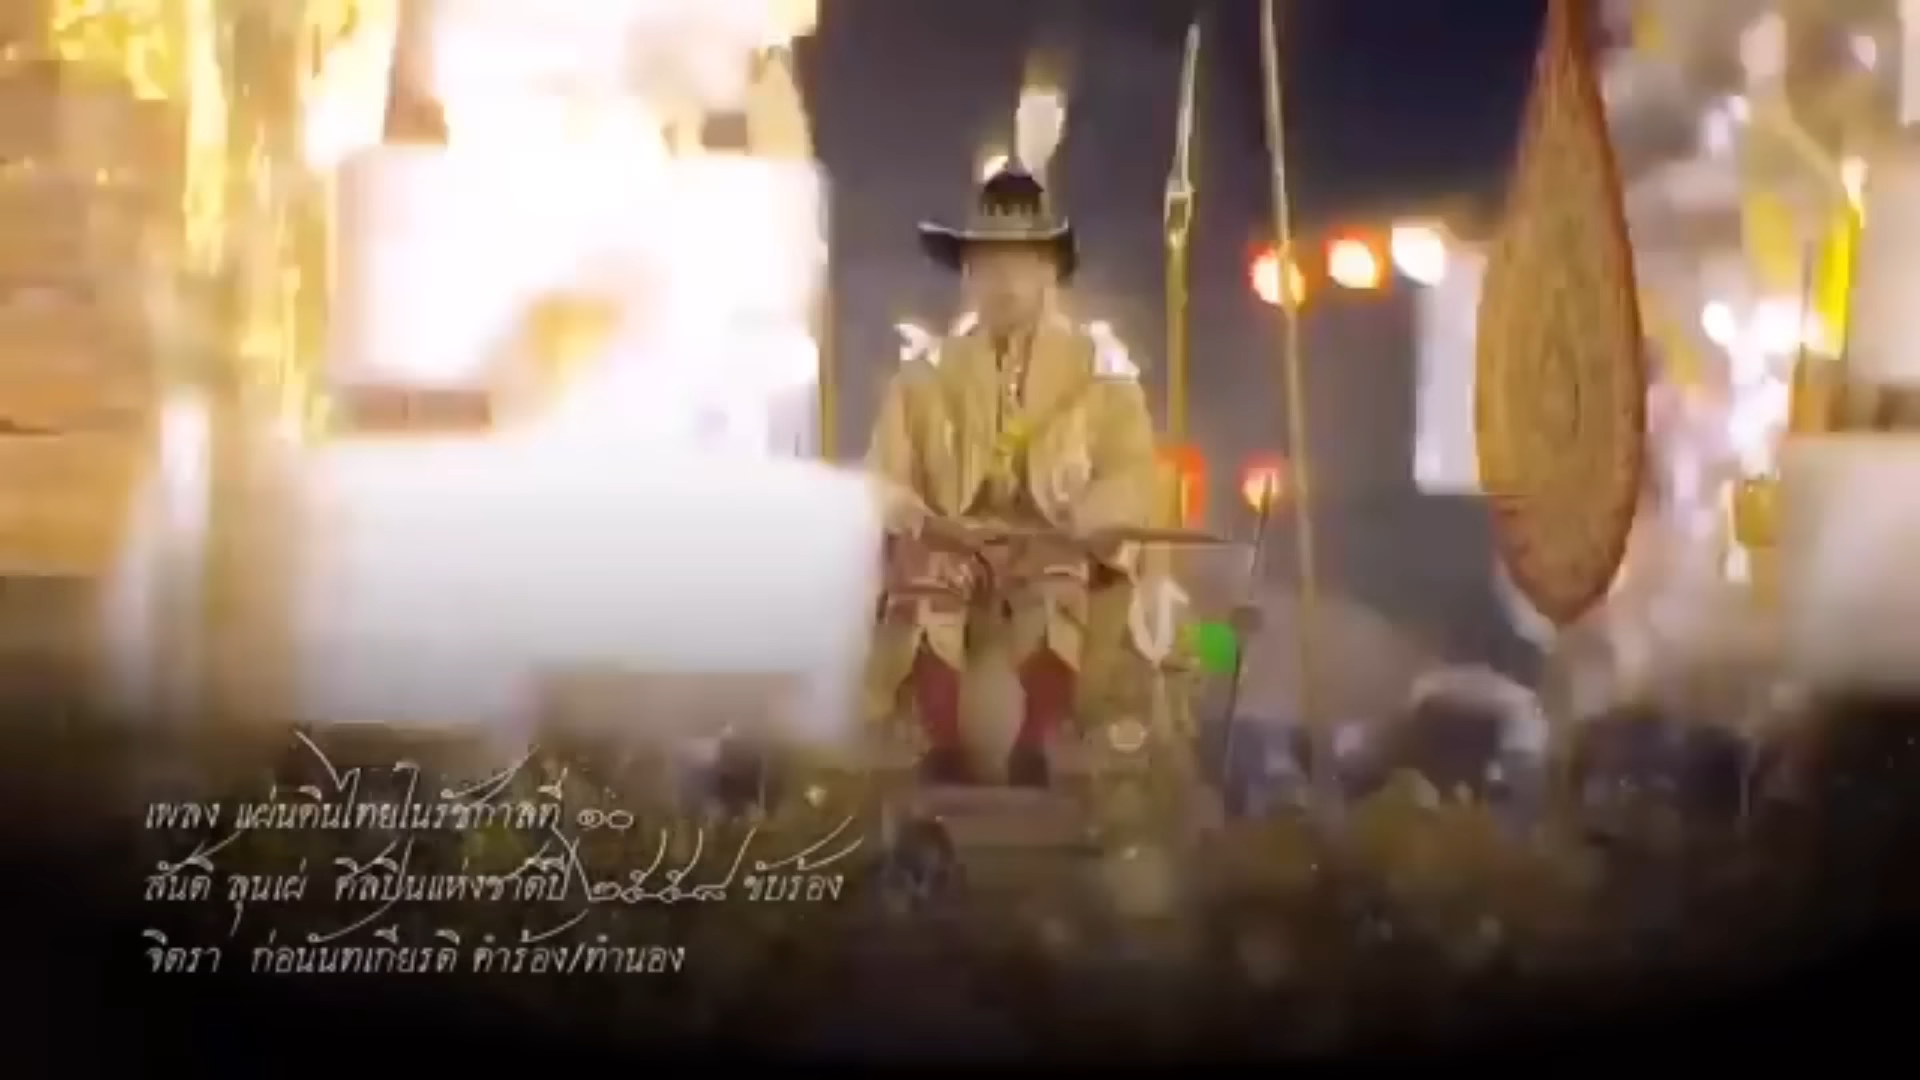 เพลง แผ่นดินไทยในรัชกาลที่ ๑๐
สันติ ลุนเผ่ ศิลปินแห่งชาติปี ๒๕๕๘ ขับร้อง
จิตรา ก่อนันทเกียรติ คำร้อง/ทำนอง